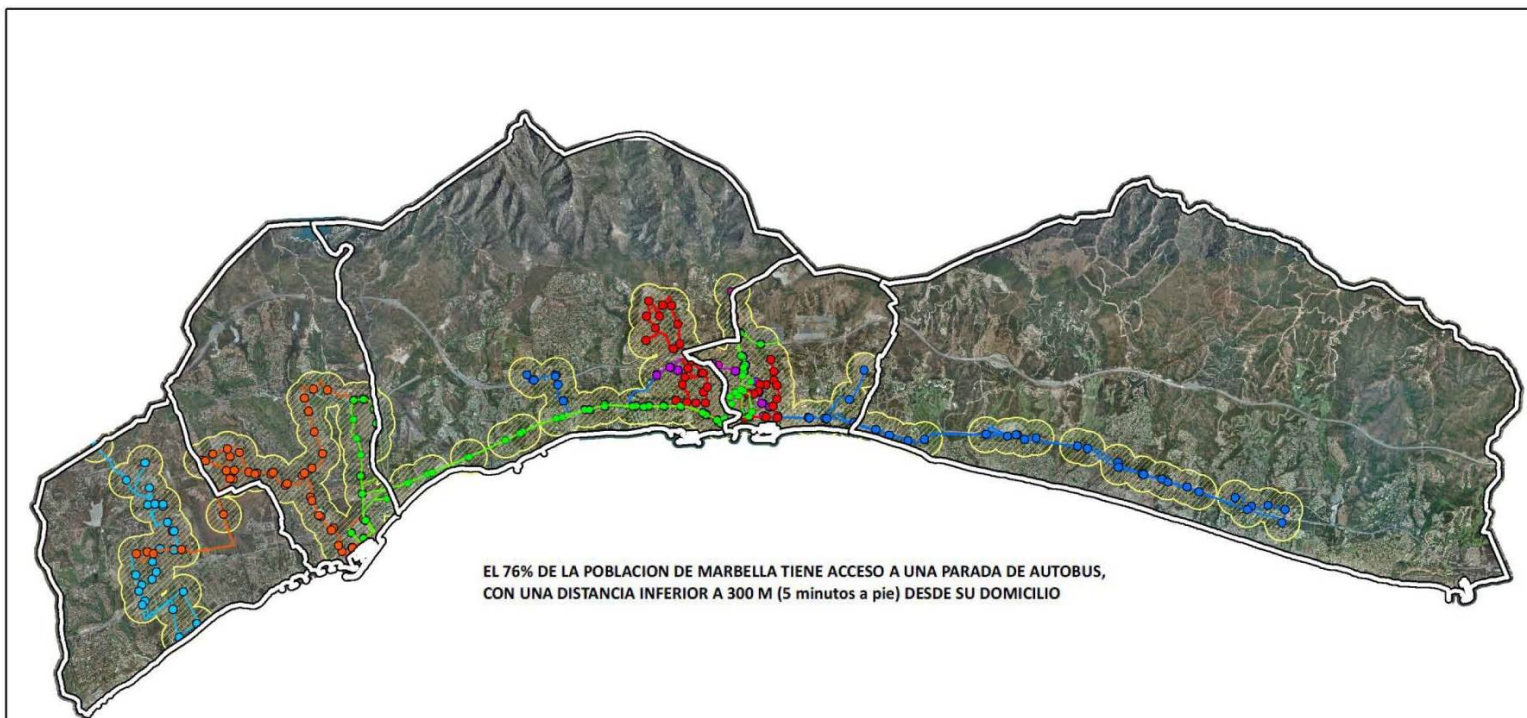 EL 76% DE LA POBLACION DE MARBELLA TIENE ACCESO A UNA PARADA DE AUTOBUS,
CON UNA DISTANCIA INFERIOR A 300 M (5 minutos a pie) DESDE SU DOMICILIO